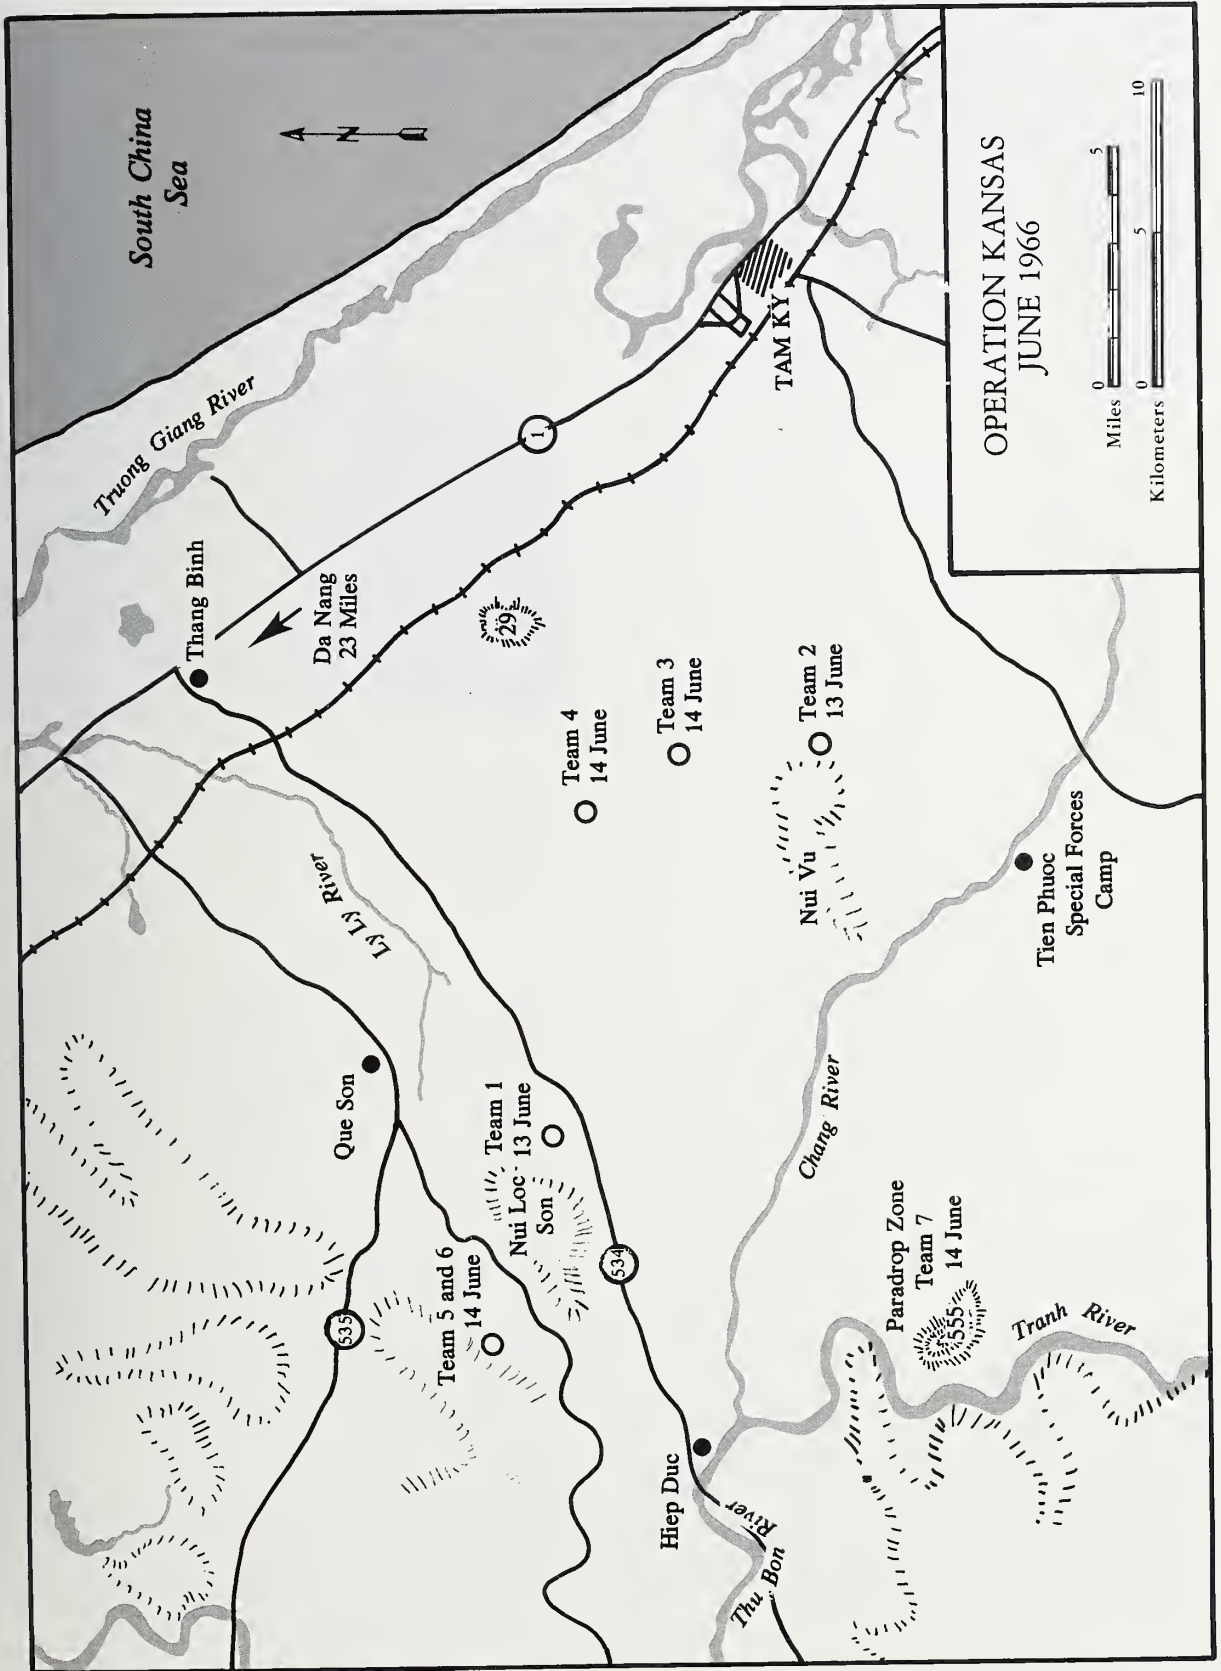 South China
Sea
N
Truong Giang River
Thang Binh
Da Nang
23 Miles
1
29
TAM KY
Ly Ly River
Que Son
Team 4
14 June
Team 3
14 June
Team 2
13 June
Nui Vu
Team 1
13 June
Nui Loc
Son
534
535
Team 5 and 6
14 June
Chang River
Tien Phuoc
Special Forces
Camp
Paradrop Zone
Team 7
14 June
555
Tranh River
Hiep Duc
Thu Bon River
OPERATION KANSAS
JUNE 1966
0 5
Miles
0 5 10
Kilometers